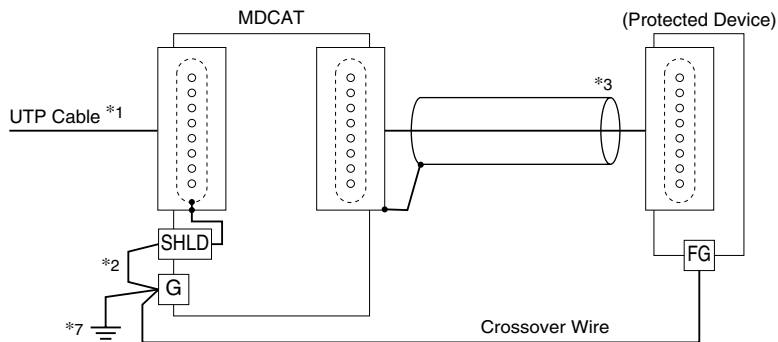 MDCAT
(Protected Device)
UTP Cable *1
*3
SHLD
*2
G
FG
*7
Crossover Wire